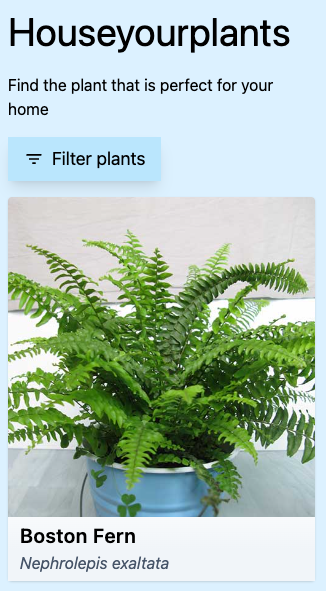 Houseyourplants
Find the plant that is perfect for your
home
Filter plants
Boston Fern
Nephrolepis exaltata